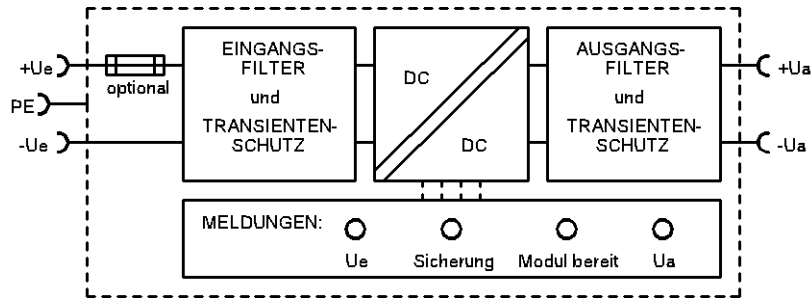 +Ue
optional
PE
-Ue
EINGANGS-
FILTER
und
TRANSIENTEN-
SCHUTZ
DC
DC
AUSGANGS-
FILTER
und
TRANSIENTEN-
SCHUTZ
+Ua
-Ua
MELDUNGEN:
Ue
Sicherung
Modul bereit
Ua